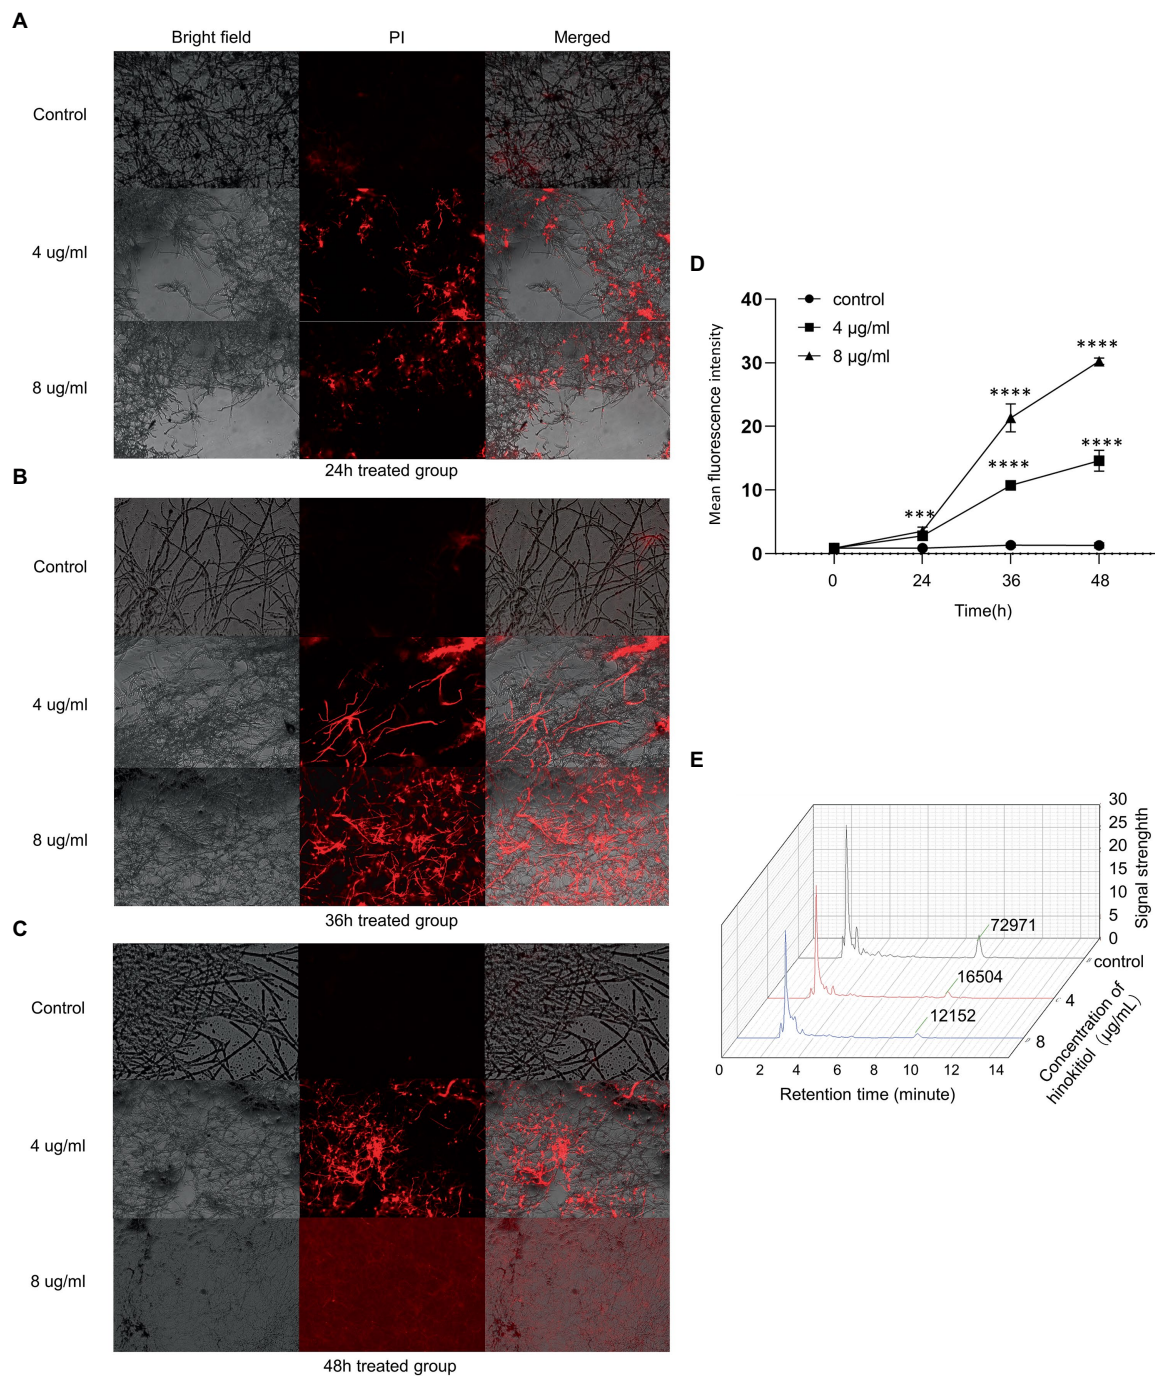 A
Bright field PI Merged
Control
4 ug/ml
8 ug/ml
24h treated group
B
Control
4 ug/ml
8 ug/ml
36h treated group
C
Control
4 ug/ml
8 ug/ml
48h treated group
D
40
30
20
10
0
Mean fluorescence intensity
control
4 μg/ml
8 μg/ml
***
****
****
****
****
0 24 36 48
Time(h)
E
30
25
20
15
10
5
0
Signal strenghth
72971
16504
12152
control
4
8
Concentration of
hinokitiol (μg/mL)
0 2 4 6 8 10 12 14
Retention time (minute)